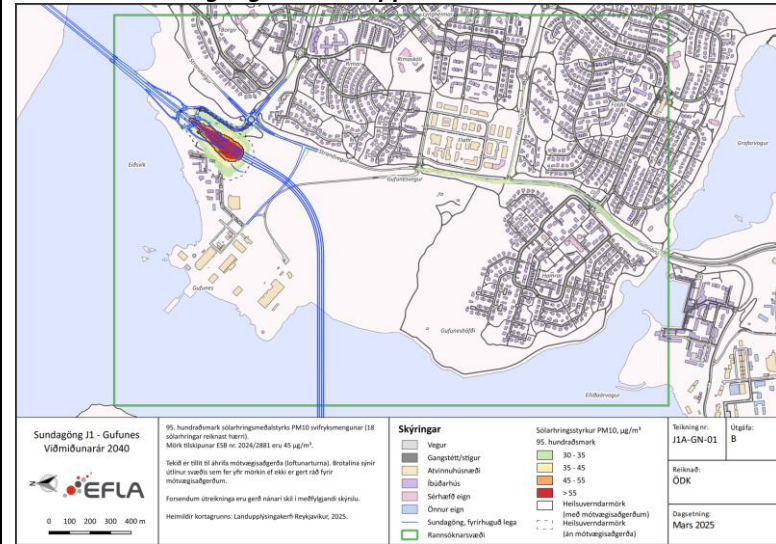 Borgir
Rimaskóli
Strandvegur
Eiðsvík
Strandvegur
Gufunesvegur
Grafarvogur
Hamrar
Gufunes
Gufuneshöfði
Elliðaárvogur
Sundagöng J1 - Gufunes
Viðmiðunarár 2040
EFLA
0 100 200 300 400 m
95. hundraðsmark sólarhringsmeðalstyrks PM10 svifryksmengunar (18
sólarhringar reiknast hærri).
Mörk tilskipunar ESB nr. 2024/2881 eru 45 µg/m³.
Tekið er tillit til áhrifa mótvægisaðgerða (loftunarturna). Brotalína sýnir
útlínur svæðis sem fer yfir mörkin ef ekki er gert ráð fyrir
mótvægisaðgerðum.
Forsendum útreikninga eru gerð nánari skil í meðfylgjandi skýrslu.
Heimildir kortagrunns: Landupplýsingakerfi Reykjavíkur, 2025.
Skýringar
Vegur
Gangstétt/stígur
Atvinnuhúsnæði
Íbúðarhús
Sérhæfð eign
Önnur eign
Sundagöng, fyrirhuguð lega
Rannsóknarsvæði
Sólarhringsstyrkur PM10, µg/m³
95. hundraðsmark
30 - 35
35 - 45
45 - 55
> 55
Heilsuverndarmörk
(með mótvægisaðgerðum)
Heilsuverndarmörk
(án mótvægisaðgerða)
Teikning nr:
J1A-GN-01
Útgáfa:
B
Reiknað:
ÖDK
Dagsetning:
Mars 2025